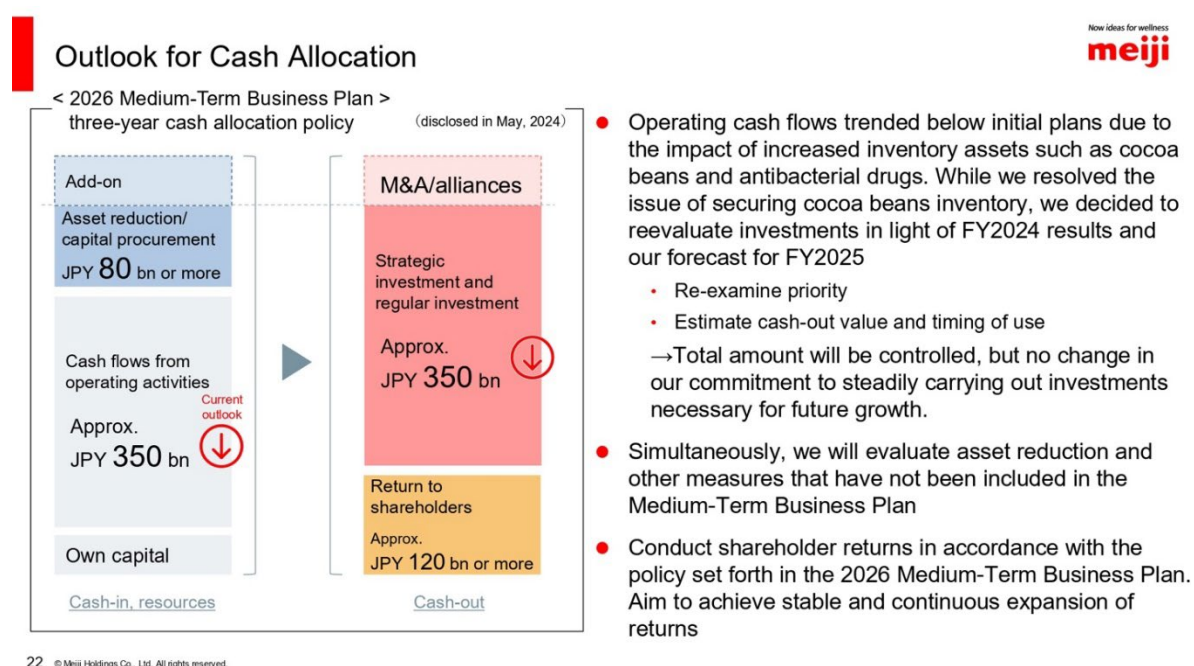 Now ideas for wellness
meiji
Outlook for Cash Allocation
< 2026 Medium-Term Business Plan >
three-year cash allocation policy
（disclosed in May, 2024）
Add-on
Asset reduction/
capital procurement
JPY 80 bn or more
Cash flows from
operating activities
Current
outlook
Approx.
JPY 350 bn
Own capital
Cash-in, resources
M&A/alliances
Strategic
investment and
regular investment
Approx.
JPY 350 bn
Return to
shareholders
Approx.
JPY 120 bn or more
Cash-out
● Operating cash flows trended below initial plans due to
the impact of increased inventory assets such as cocoa
beans and antibacterial drugs. While we resolved the
issue of securing cocoa beans inventory, we decided to
reevaluate investments in light of FY2024 results and
our forecast for FY2025
• Re-examine priority
• Estimate cash-out value and timing of use
→Total amount will be controlled, but no change in
our commitment to steadily carrying out investments
necessary for future growth.
● Simultaneously, we will evaluate asset reduction and
other measures that have not been included in the
Medium-Term Business Plan
● Conduct shareholder returns in accordance with the
policy set forth in the 2026 Medium-Term Business Plan.
Aim to achieve stable and continuous expansion of
returns
22 © Meiji Holdings Co., Ltd. All rights reserved.